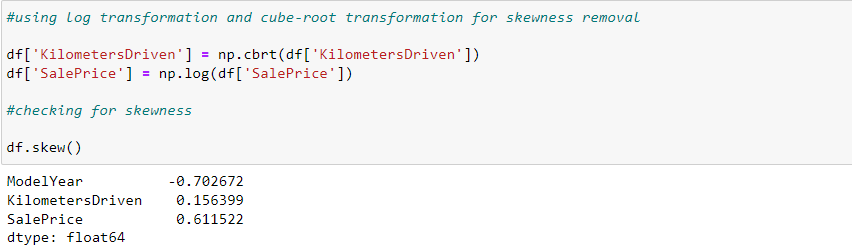 #using log transformation and cube-root transformation for skewness removal
df['KilometersDriven'] = np.cbrt(df['KilometersDriven'])
df['SalePrice'] = np.log(df['SalePrice'])
#checking for skewness
df.skew()
ModelYear -0.702672
KilometersDriven 0.156399
SalePrice 0.611522
dtype: float64